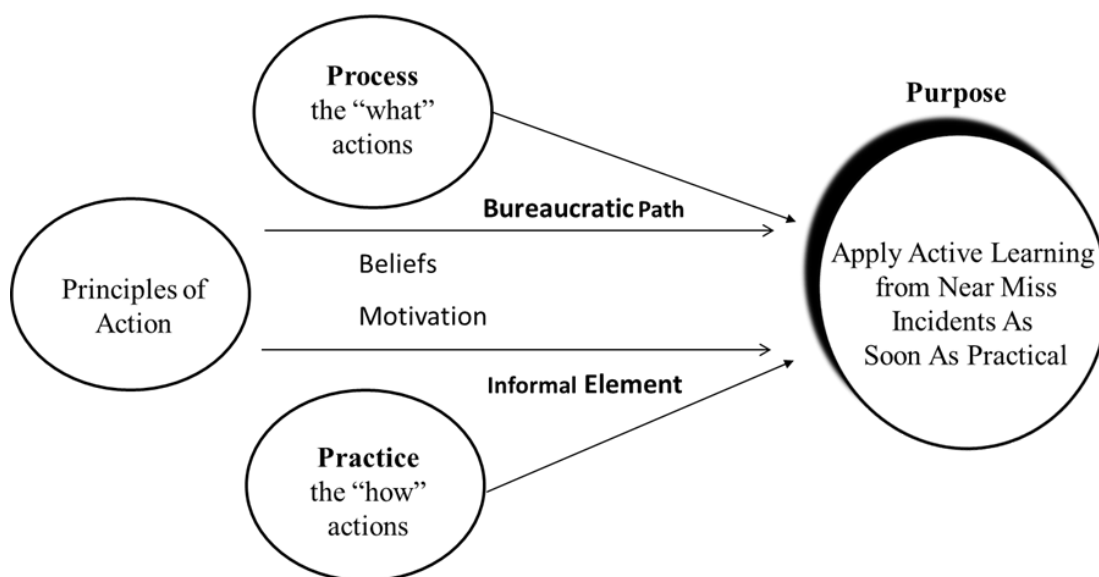 Process
the “what”
actions
Purpose
Bureaucratic Path
Beliefs
Principles of
Action
Motivation
Apply Active Learning
from Near Miss
Incidents As
Soon As Practical
Informal Element
Practice
the “how”
actions